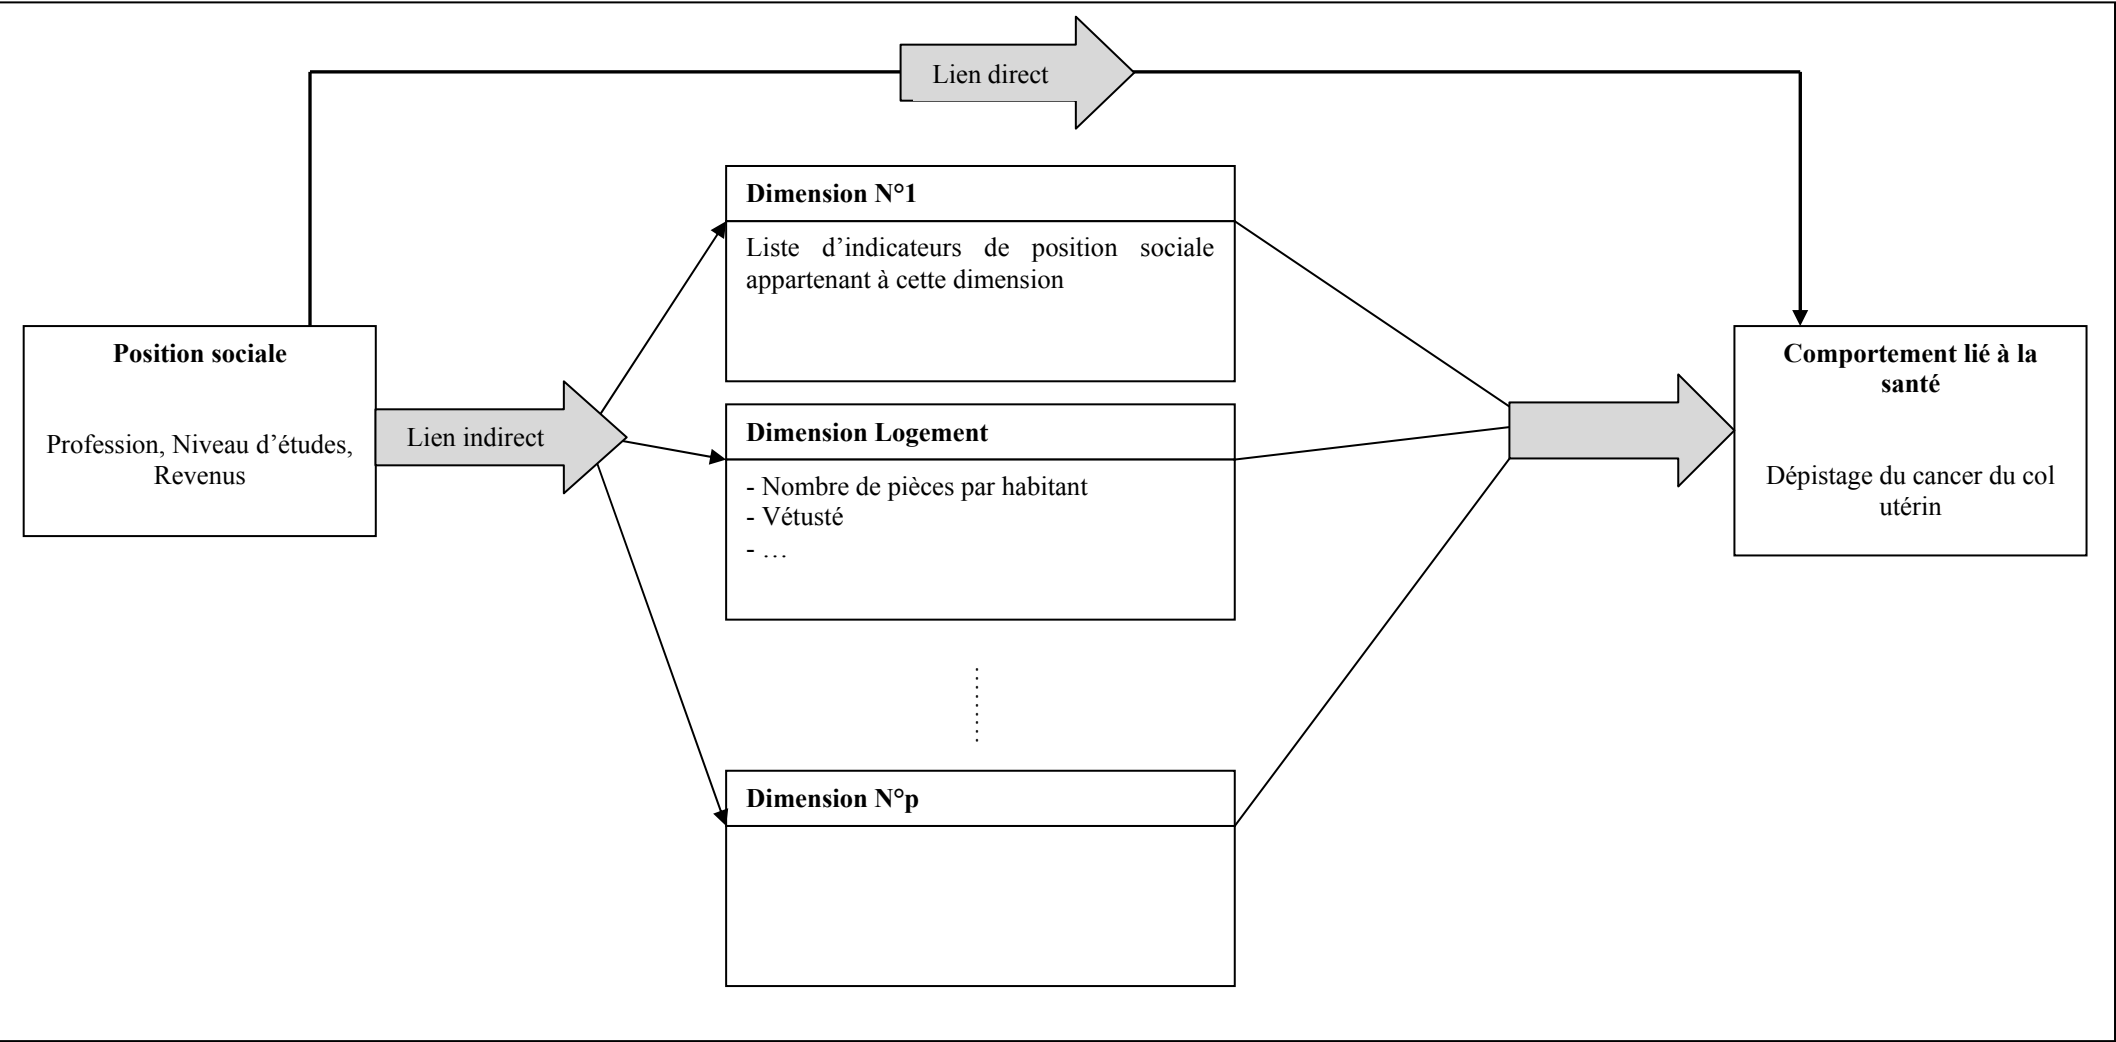 Lien direct
Dimension N°1
Liste d’indicateurs de position sociale
appartenant à cette dimension
Position sociale
Profession, Niveau d’études,
Revenus
Lien indirect
Dimension Logement
- Nombre de pièces par habitant
- Vétusté
- …
Dimension N°p
Comportement lié à la
santé
Dépistage du cancer du col
utérin